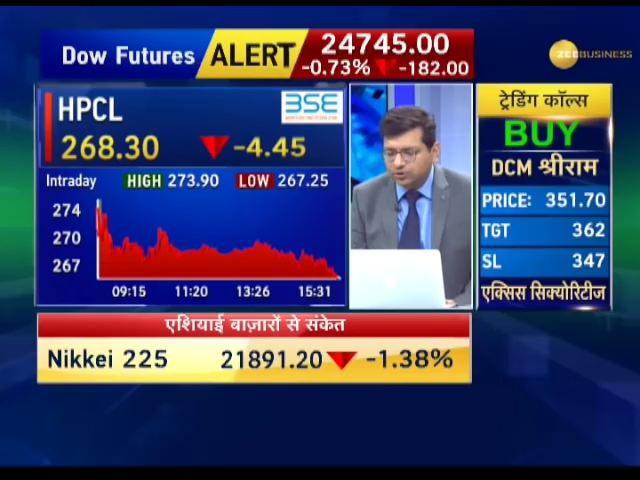 Dow Futures
ALERT
24745.00
-0.73% -182.00
ZEEBUSINESS
HPCL
BSE
268.30 -4.45
Intraday HIGH 273.90 LOW 267.25
274
270
267
09:15 11:20 13:26 15:31
ट्रेडिंग कॉल्स
BUY
DCM श्रीराम
PRICE: 351.70
TGT 362
SL 347
एक्सिस सिक्योरिटीज
एशियाई बाज़ारों से संकेत
Nikkei 225 21891.20 -1.38%